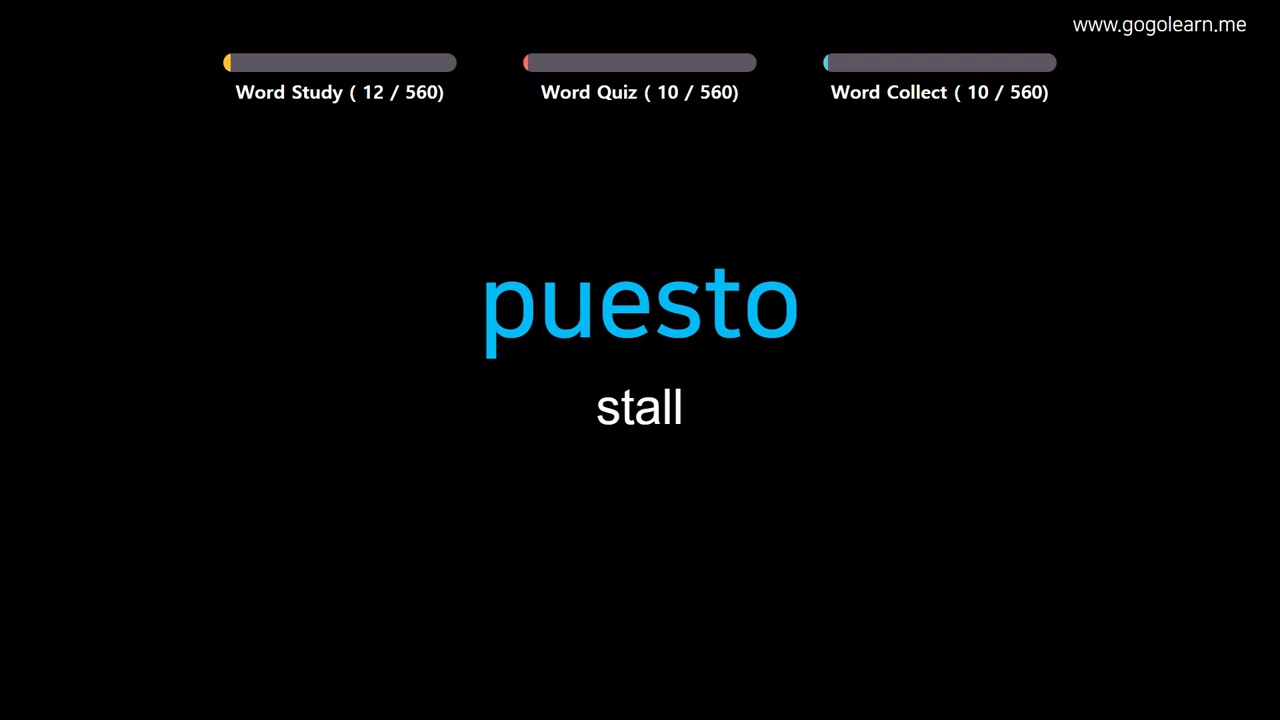 www.gogolearn.me
Word Study ( 12 / 560)
Word Quiz ( 10 / 560)
Word Collect ( 10 / 560)
puesto
stall